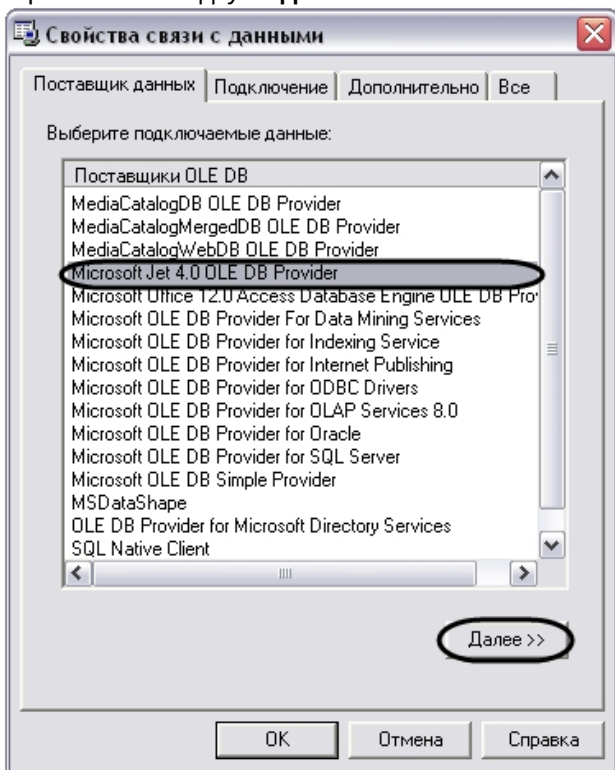 Свойства связи с данными
Поставщик данных Подключение Дополнительно Все
Выберите подключаемые данные:
Поставщики OLE DB
MediaCatalogDB OLE DB Provider
MediaCatalogMergedDB OLE DB Provider
MediaCatalogWebDB OLE DB Provider
Microsoft Jet 4.0 OLE DB Provider
Microsoft Office 12.0 Access Database Engine OLE DB Pro
Microsoft OLE DB Provider For Data Mining Services
Microsoft OLE DB Provider for Indexing Service
Microsoft OLE DB Provider for Internet Publishing
Microsoft OLE DB Provider for ODBC Drivers
Microsoft OLE DB Provider for OLAP Services 8.0
Microsoft OLE DB Provider for Oracle
Microsoft OLE DB Provider for SQL Server
Microsoft OLE DB Simple Provider
MSDataShape
OLE DB Provider for Microsoft Directory Services
SQL Native Client
Далее >>
OK Отмена Справка